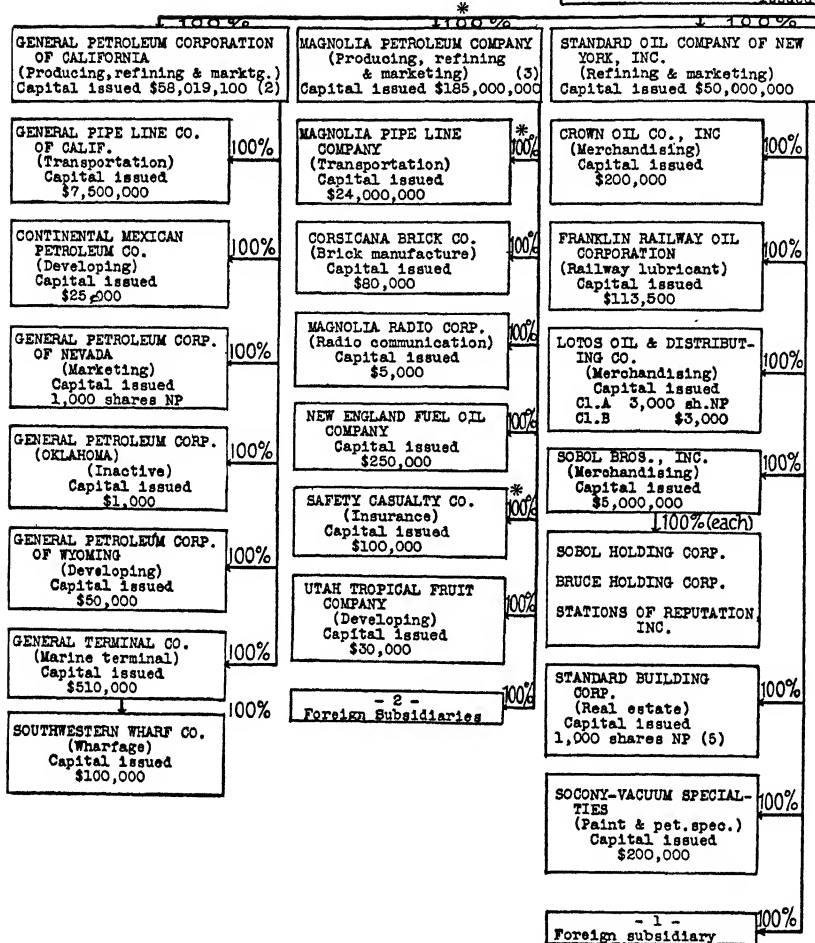 issued
*
100% 100% 100%
GENERAL PETROLEUM CORPORATION
OF CALIFORNIA
(Producing,refining & marktg.)
Capital issued $58,019,100 (2)
GENERAL PIPE LINE CO.
OF CALIF.
(Transportation)
Capital issued
$7,500,000
100%
CONTINENTAL MEXICAN
PETROLEUM CO.
(Developing)
Capital issued
$25,000
100%
GENERAL PETROLEUM CORP.
OF NEVADA
(Marketing)
Capital issued
1,000 shares NP
100%
GENERAL PETROLEUM CORP.
(OKLAHOMA)
(Inactive)
Capital issued
$1,000
100%
GENERAL PETROLEUM CORP.
OF WYOMING
(Developing)
Capital issued
$50,000
100%
GENERAL TERMINAL CO.
(Marine terminal)
Capital issued
$510,000
100%
SOUTHWESTERN WHARF CO.
(Wharfage)
Capital issued
$100,000
100%
MAGNOLIA PETROLEUM COMPANY
(Producing, refining
& marketing) (3)
Capital issued $185,000,000
MAGNOLIA PIPE LINE
COMPANY
(Transportation)
Capital issued
$24,000,000
*
100%
CORSICANA BRICK CO.
(Brick manufacture)
Capital issued
$80,000
100%
MAGNOLIA RADIO CORP.
(Radio communication)
Capital issued
$5,000
100%
NEW ENGLAND FUEL OIL
COMPANY
Capital issued
$250,000
100%
SAFETY CASUALTY CO.
(Insurance)
Capital issued
$100,000
*
100%
UTAH TROPICAL FRUIT
COMPANY
(Developing)
Capital issued
$30,000
100%
- 2 -
Foreign Subsidiaries
100%
STANDARD OIL COMPANY OF NEW
YORK, INC.
(Refining & marketing)
Capital issued $50,000,000
CROWN OIL CO., INC
(Merchandising)
Capital issued
$200,000
100%
FRANKLIN RAILWAY OIL
CORPORATION
(Railway lubricant)
Capital issued
$113,500
100%
LOTOS OIL & DISTRIBUT-
ING CO.
(Merchandising)
Capital issued
Cl.A 3,000 sh.NP
Cl.B $3,000
100%
SOBOL BROS., INC.
(Merchandising)
Capital issued
$5,000,000
100%
100%(each)
SOBOL HOLDING CORP.
BRUCE HOLDING CORP.
STATIONS OF REPUTATION
INC.
STANDARD BUILDING
CORP.
(Real estate)
Capital issued
1,000 shares NP (5)
100%
SOCONY-VACUUM SPECIAL-
TIES
(Paint & pet.spec.)
Capital issued
$200,000
100%
- 1 -
Foreign subsidiary
100%